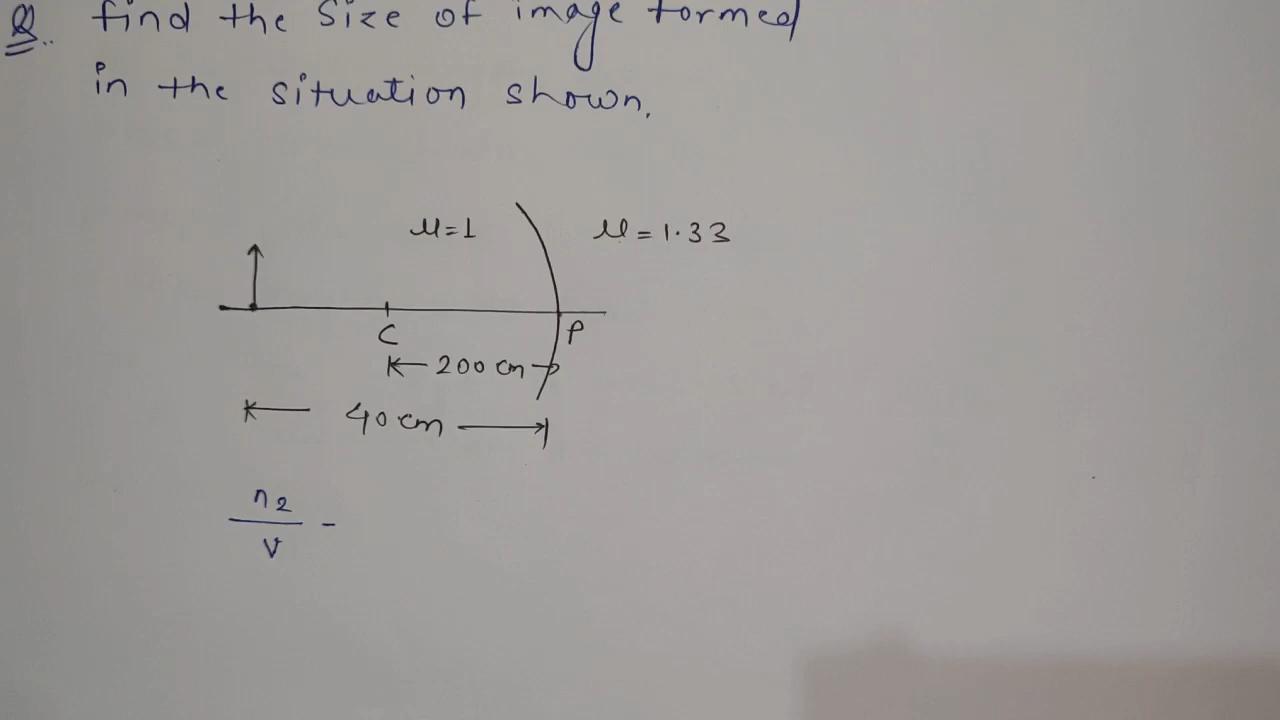 Q. find the size of image formed
in the situation shown.
μ=1
μ=1.33
C
P
200 cm
40 cm
n2
v
-